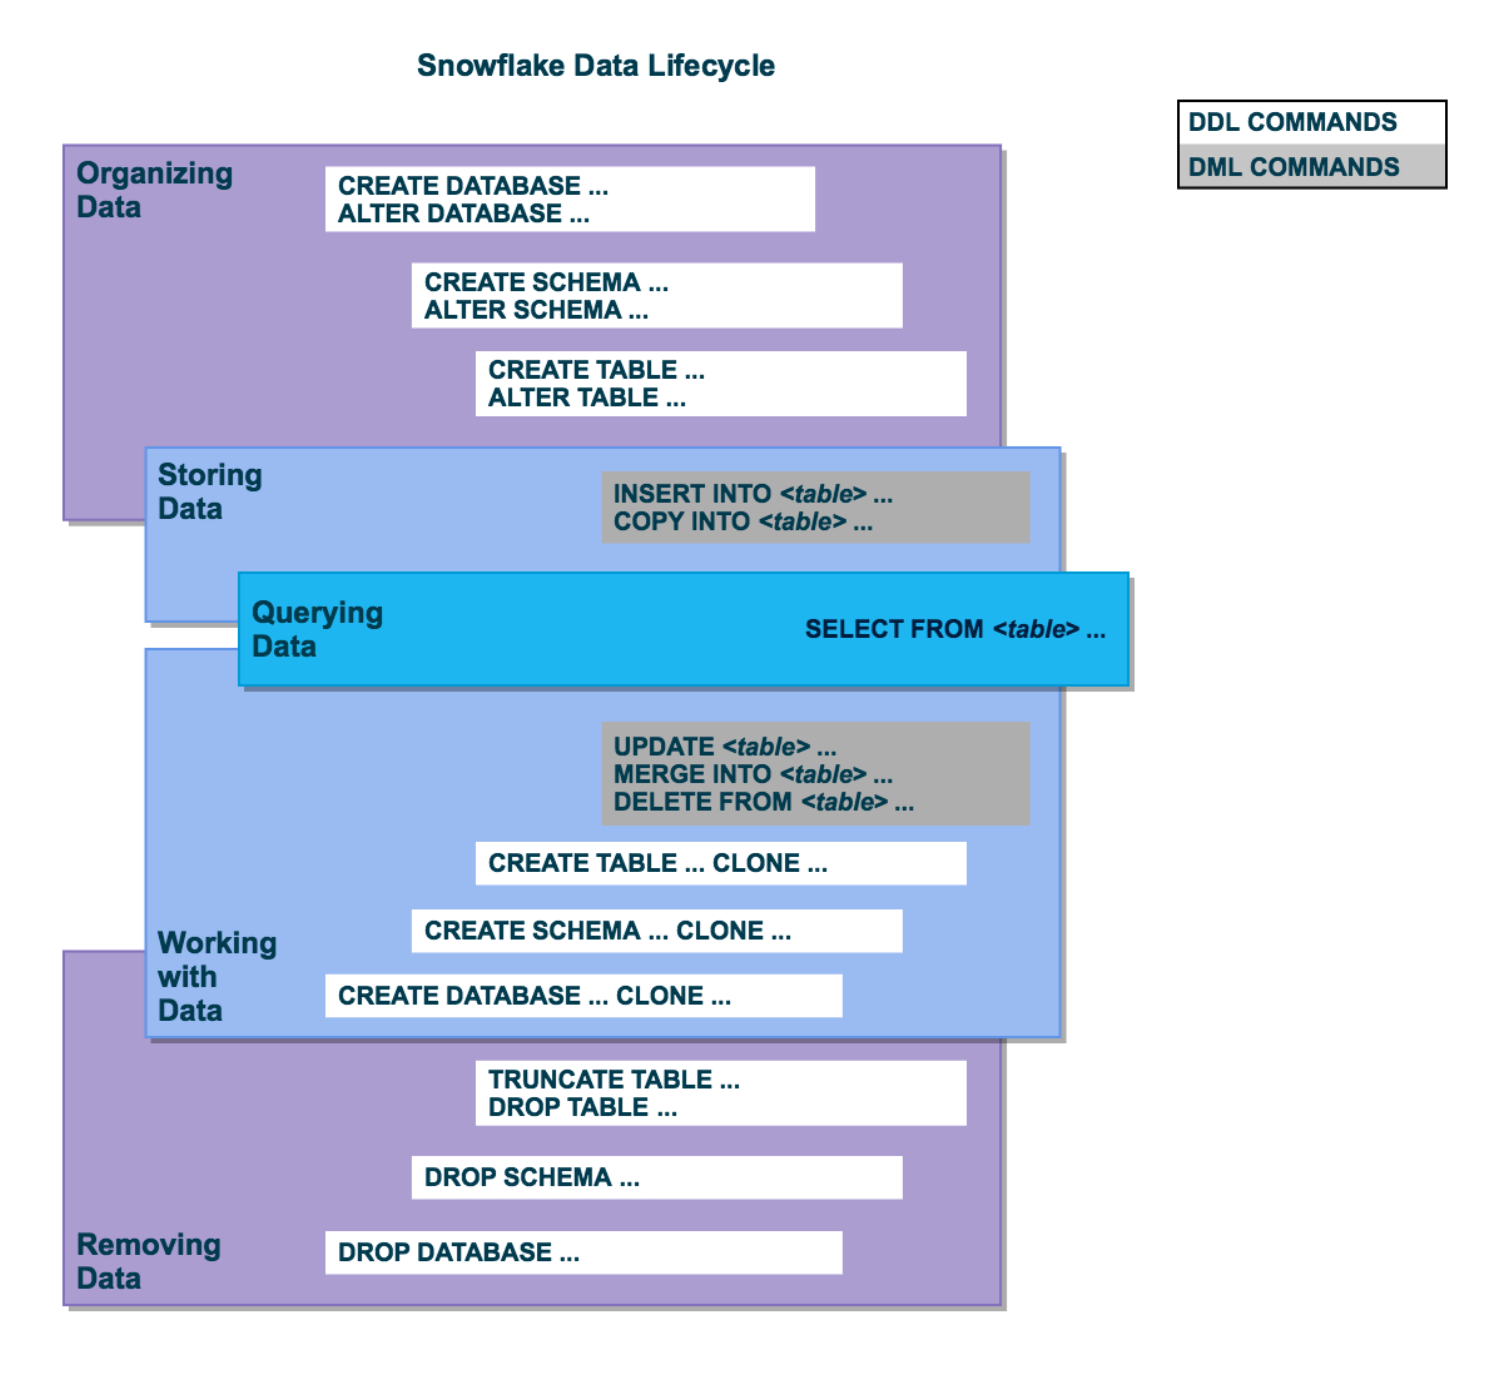 Snowflake Data Lifecycle
DDL COMMANDS
DML COMMANDS
Organizing
Data
CREATE DATABASE ...
ALTER DATABASE ...
CREATE SCHEMA ...
ALTER SCHEMA ...
CREATE TABLE ...
ALTER TABLE ...
Storing
Data
INSERT INTO <table> ...
COPY INTO <table> ...
Querying
Data
SELECT FROM <table> ...
UPDATE <table> ...
MERGE INTO <table> ...
DELETE FROM <table> ...
CREATE TABLE ... CLONE ...
CREATE SCHEMA ... CLONE ...
Working
with
Data
CREATE DATABASE ... CLONE ...
TRUNCATE TABLE ...
DROP TABLE ...
DROP SCHEMA ...
Removing
Data
DROP DATABASE ...